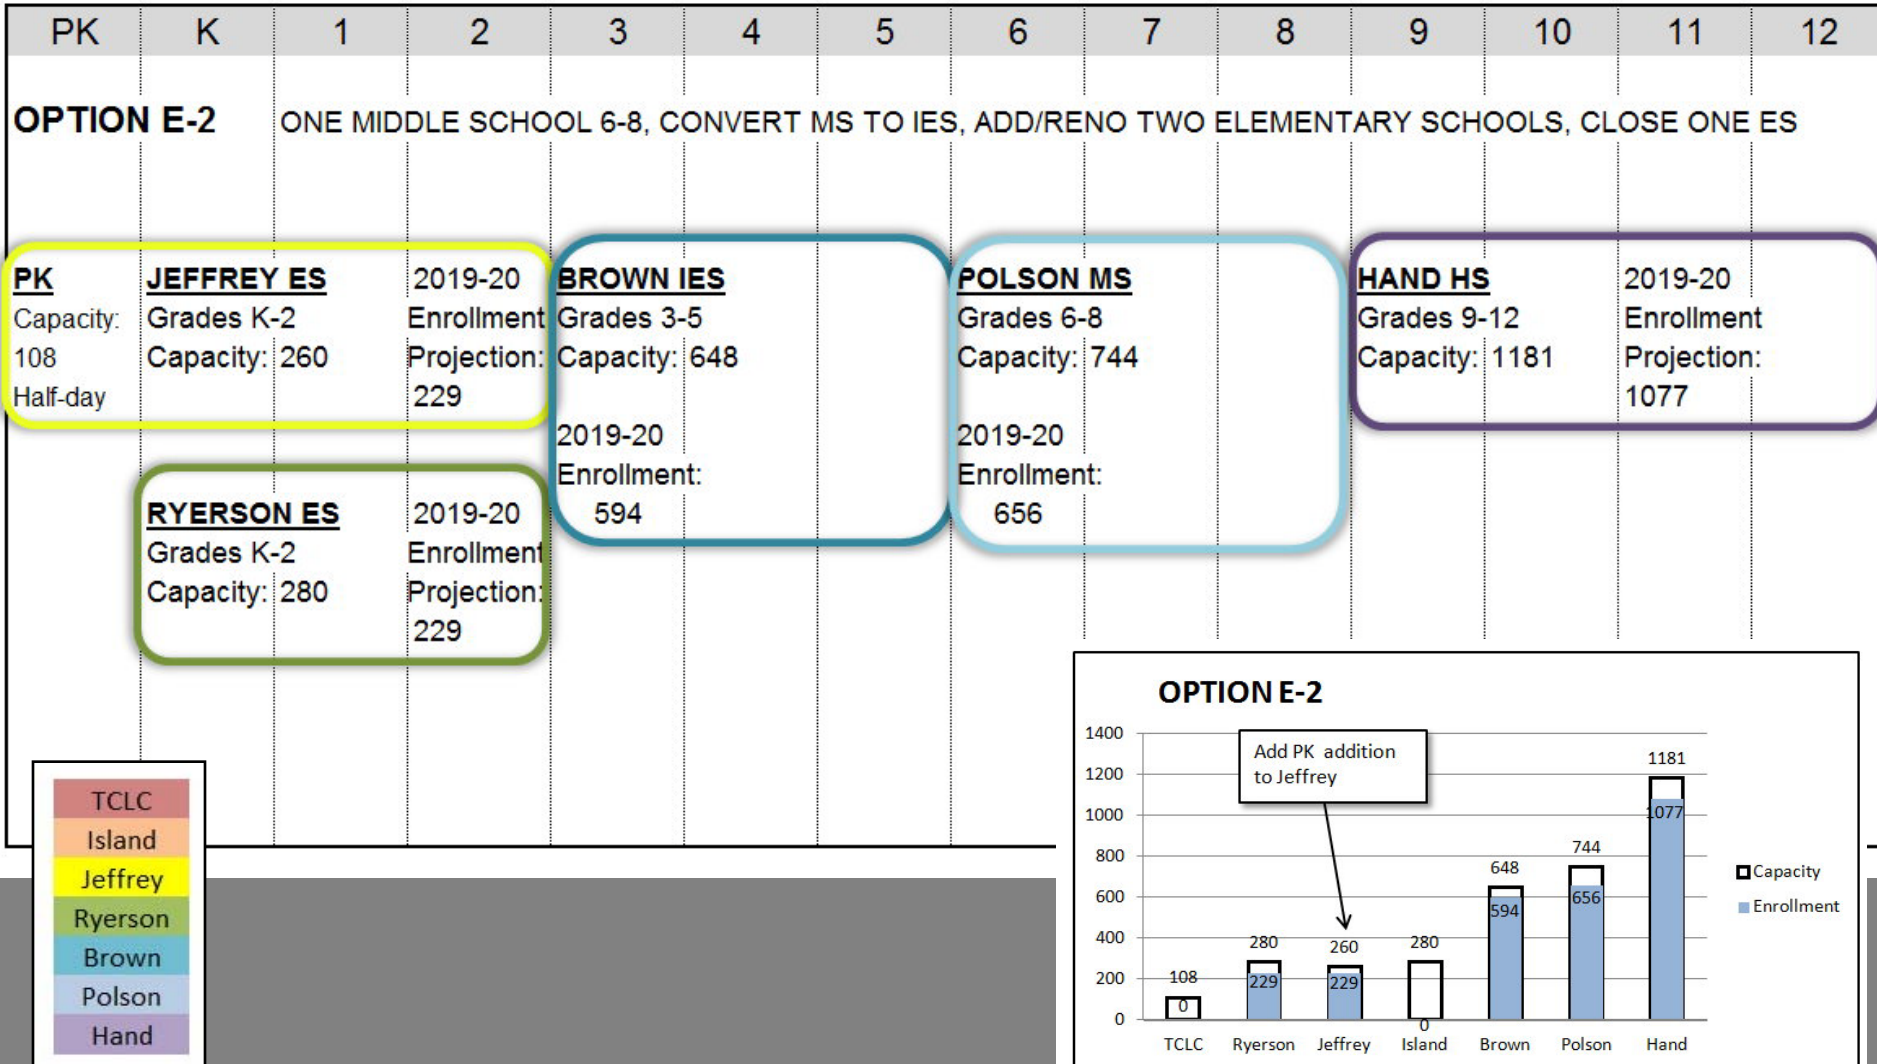 PK K 1 2 3 4 5 6 7 8 9 10 11 12
OPTION E-2 ONE MIDDLE SCHOOL 6-8, CONVERT MS TO IES, ADD/RENO TWO ELEMENTARY SCHOOLS, CLOSE ONE ES
PK
Capacity:
108
Half-day
JEFFREY ES
Grades K-2
Capacity: 260
2019-20
Enrollment
Projection:
229
RYERSON ES
Grades K-2
Capacity: 280
2019-20
Enrollment
Projection:
229
BROWN IES
Grades 3-5
Capacity: 648
2019-20
Enrollment:
594
POLSON MS
Grades 6-8
Capacity: 744
2019-20
Enrollment:
656
HAND HS
Grades 9-12
Capacity: 1181
2019-20
Enrollment
Projection:
1077
TCLC
Island
Jeffrey
Ryerson
Brown
Polson
Hand
OPTION E-2
Add PK addition
to Jeffrey
1400
1200
1000
800
600
400
200
0
108
0
280
229
260
229
280
0
648
594
744
656
1181
1077
TCLC Ryerson Jeffrey Island Brown Polson Hand
Capacity
Enrollment